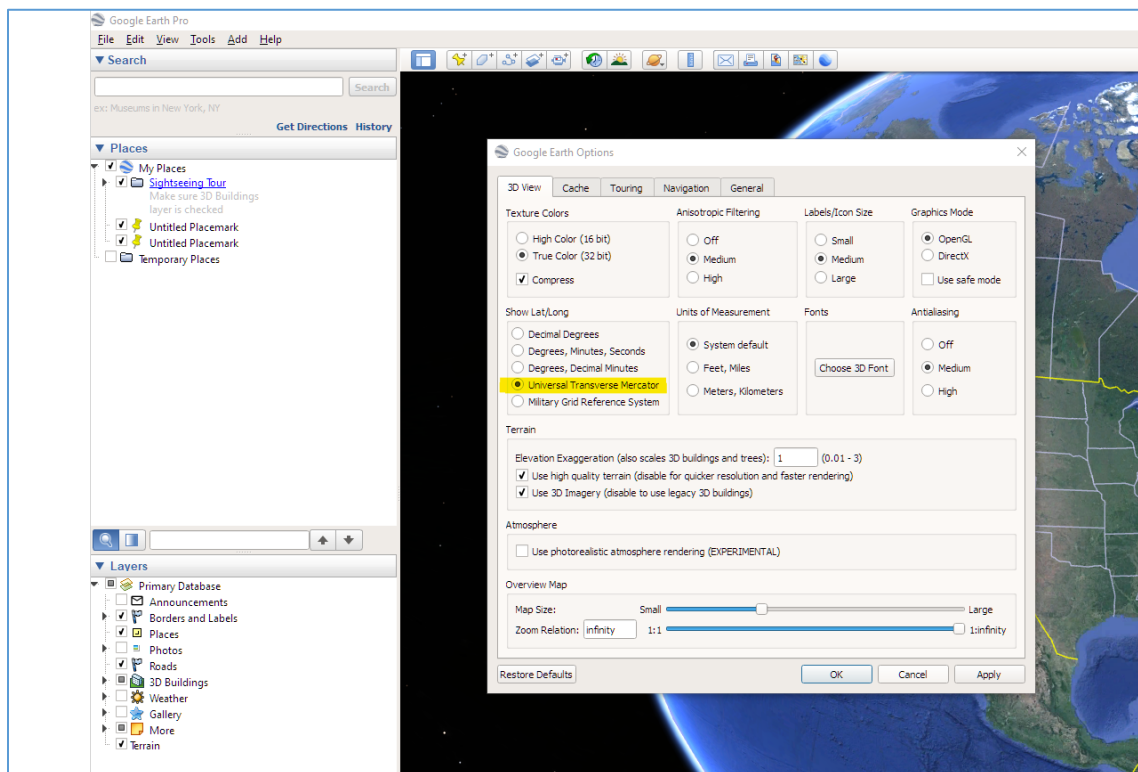 Google Earth Pro
File Edit View Tools Add Help
Search
Search
ex: Museums in New York, NY
Get Directions History
Places
My Places
Sightseeing Tour
Make sure 3D Buildings
layer is checked
Untitled Placemark
Untitled Placemark
Temporary Places
Layers
Primary Database
Announcements
Borders and Labels
Places
Photos
Roads
3D Buildings
Weather
Gallery
More
Terrain
Google Earth Options
3D View Cache Touring Navigation General
Texture Colors
High Color (16 bit)
True Color (32 bit)
Compress
Anisotropic Filtering
Off
Medium
High
Labels/Icon Size
Small
Medium
Large
Graphics Mode
OpenGL
DirectX
Use safe mode
Show Lat/Long
Decimal Degrees
Degrees, Minutes, Seconds
Degrees, Decimal Minutes
Universal Transverse Mercator
Military Grid Reference System
Units of Measurement
System default
Feet, Miles
Meters, Kilometers
Fonts
Choose 3D Font
Antialiasing
Off
Medium
High
Terrain
Elevation Exaggeration (also scales 3D buildings and trees): 1 (0.01 - 3)
Use high quality terrain (disable for quicker resolution and faster rendering)
Use 3D Imagery (disable to use legacy 3D buildings)
Atmosphere
Use photorealistic atmosphere rendering (EXPERIMENTAL)
Overview Map
Map Size: Small Large
Zoom Relation: infinity 1:1 1:infinity
Restore Defaults OK Cancel Apply